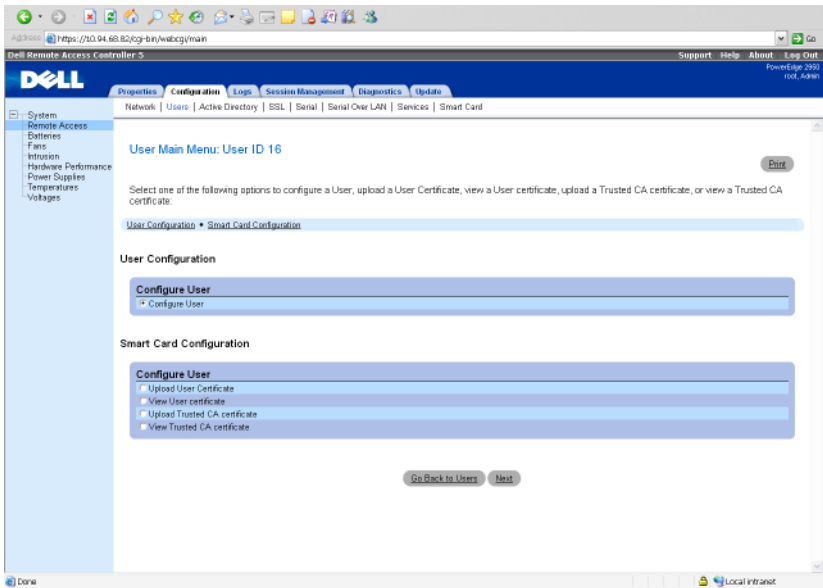 Address https://10.94.68.82/cgi-bin/webcgi/main Go
Dell Remote Access Controller 5 Support Help About Log Out
DELL
PowerEdge 2950
root, Admin
Properties Configuration Logs Session Management Diagnostics Update
Network | Users | Active Directory | SSL | Serial | Serial Over LAN | Services | Smart Card
System
Remote Access
Batteries
Fans
Intrusion
Hardware Performance
Power Supplies
Temperatures
Voltages
User Main Menu: User ID 16
Print
Select one of the following options to configure a User, upload a User Certificate, view a User certificate, upload a Trusted CA certificate, or view a Trusted CA
certificate:
User Configuration • Smart Card Configuration
User Configuration
Configure User
Configure User
Smart Card Configuration
Configure User
Upload User Certificate
View User certificate
Upload Trusted CA certificate
View Trusted CA certificate
Go Back to Users Next
Done Local intranet